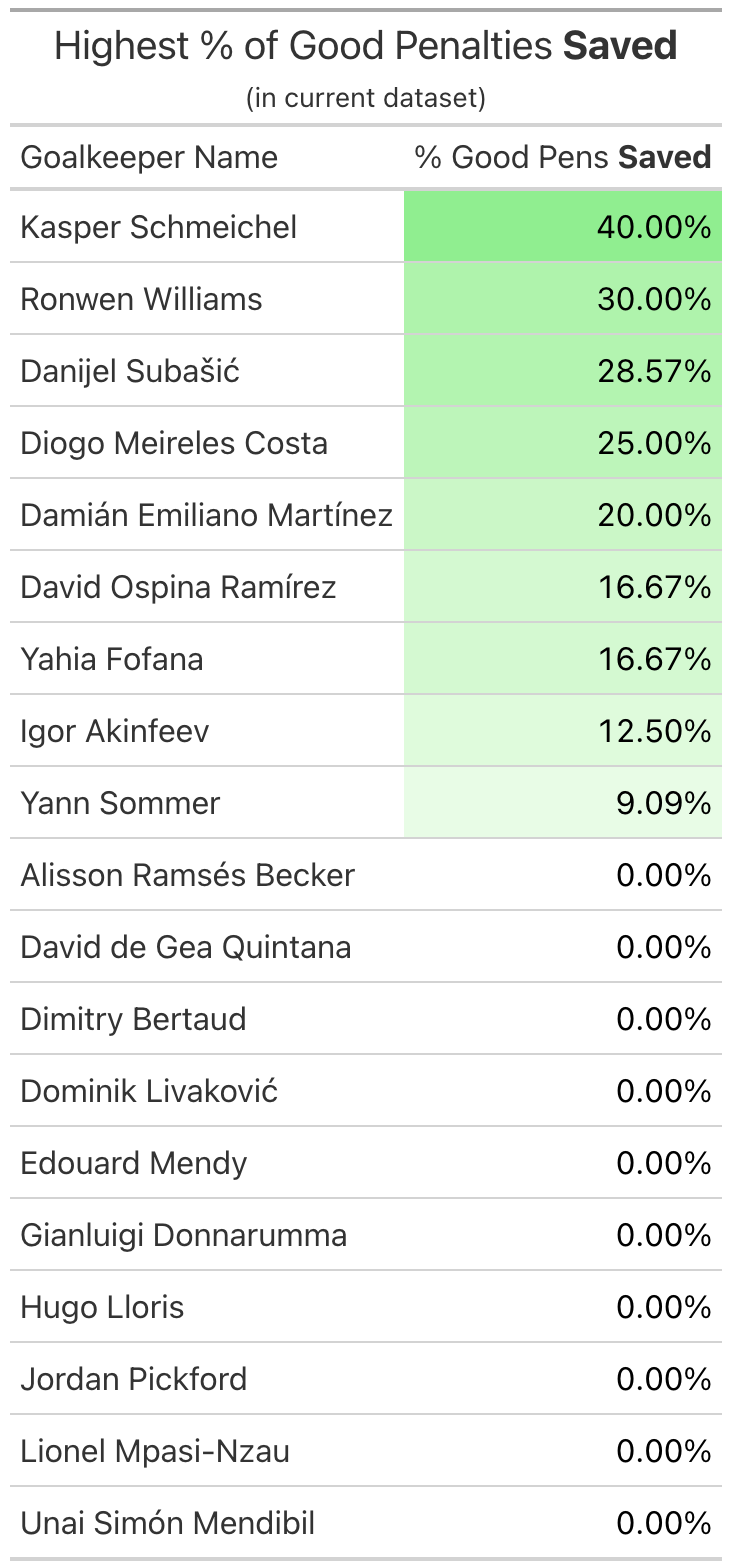 Highest % of Good Penalties Saved
(in current dataset)
Goalkeeper Name % Good Pens Saved
Kasper Schmeichel 40.00%
Ronwen Williams 30.00%
Danijel Subašić 28.57%
Diogo Meireles Costa 25.00%
Damián Emiliano Martínez 20.00%
David Ospina Ramírez 16.67%
Yahia Fofana 16.67%
Igor Akinfeev 12.50%
Yann Sommer 9.09%
Alisson Ramsés Becker 0.00%
David de Gea Quintana 0.00%
Dimitry Bertaud 0.00%
Dominik Livaković 0.00%
Edouard Mendy 0.00%
Gianluigi Donnarumma 0.00%
Hugo Lloris 0.00%
Jordan Pickford 0.00%
Lionel Mpasi-Nzau 0.00%
Unai Simón Mendibil 0.00%